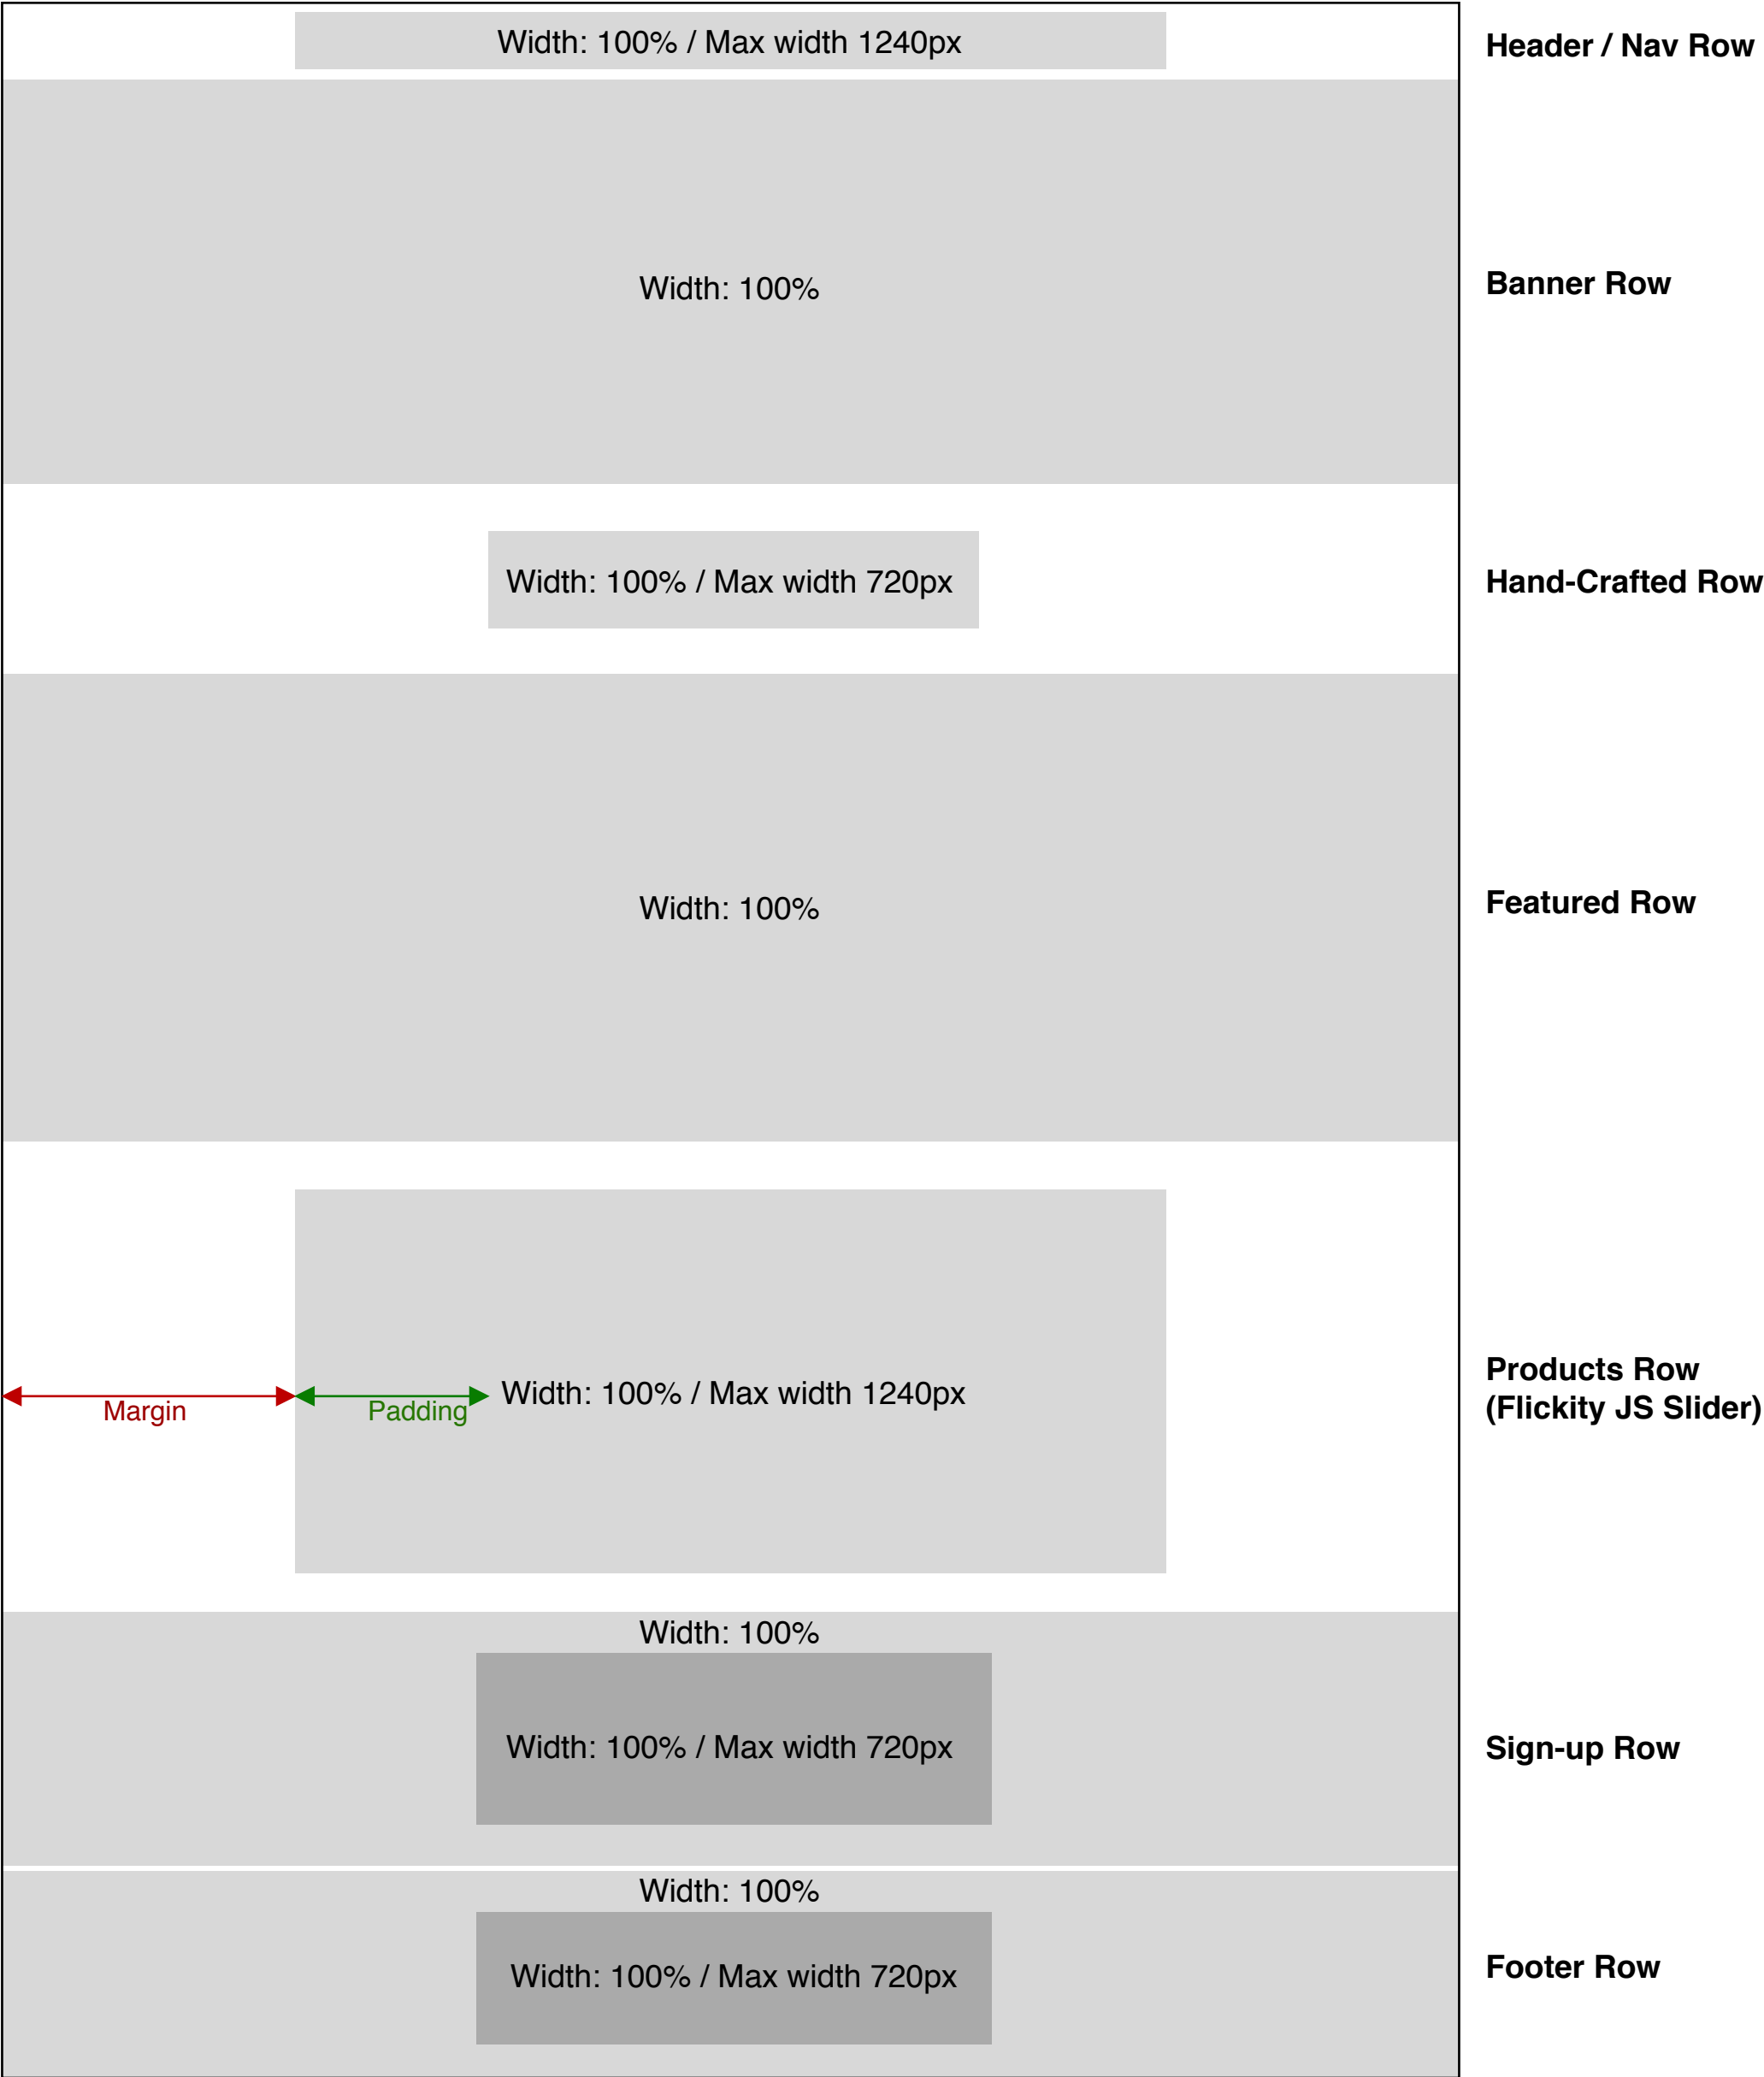 Width: 100% / Max width 1240px
Header / Nav Row
Width: 100%
Banner Row
Width: 100% / Max width 720px
Hand-Crafted Row
Width: 100%
Featured Row
Margin
Padding
Width: 100% / Max width 1240px
Products Row
(Flickity JS Slider)
Width: 100%
Width: 100% / Max width 720px
Sign-up Row
Width: 100%
Width: 100% / Max width 720px
Footer Row